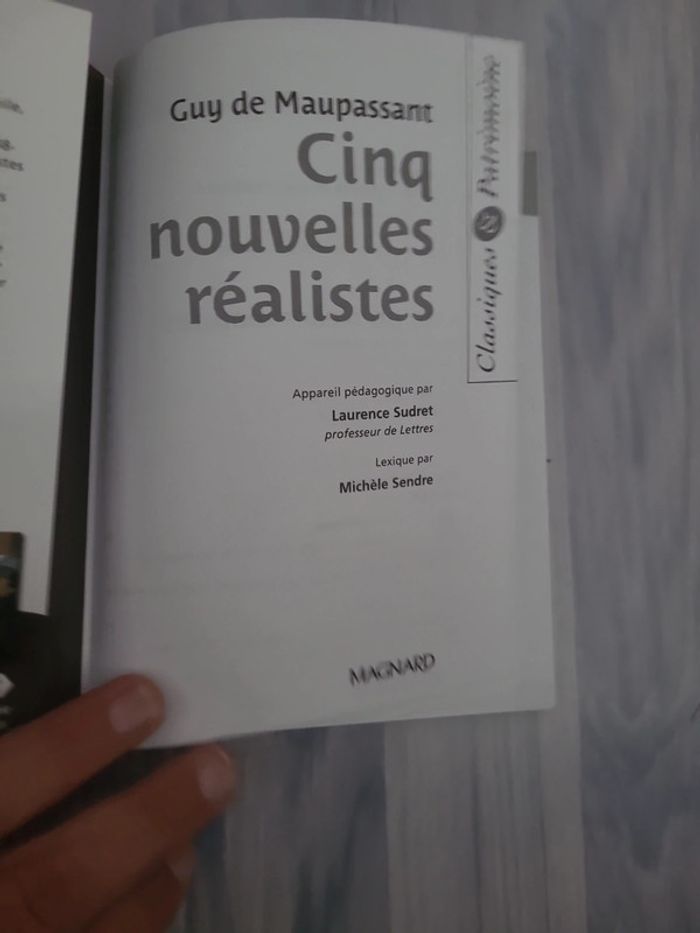 Guy de Maupassant
Cinq
nouvelles
réalistes
Appareil pédagogique par
Laurence Sudret
professeur de Lettres
Lexique par
Michèle Sendre
MAGNARD
Classiques & Patrimoine